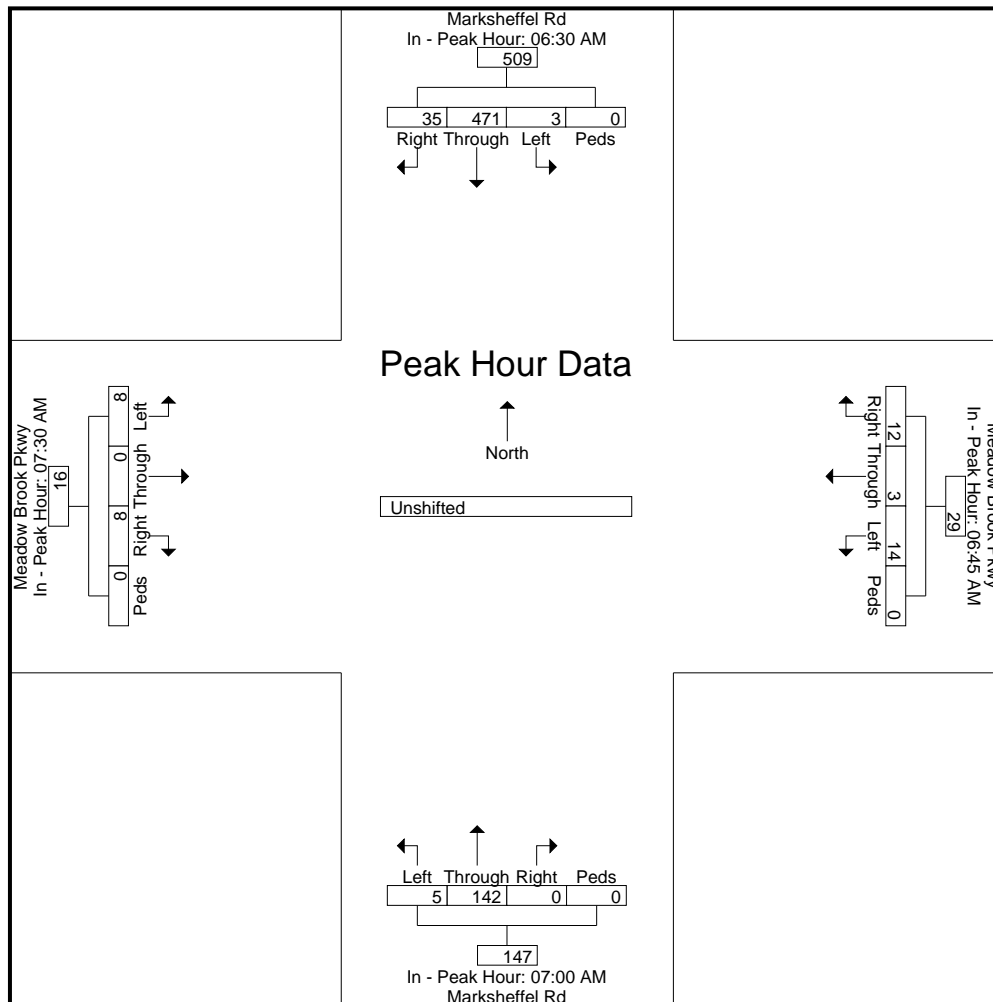 Marksheffel Rd
In - Peak Hour: 06:30 AM
509
35 471 3 0
Right Through Left Peds
Peak Hour Data
North
Unshifted
Meadow Brook Pkwy
In - Peak Hour: 07:30 AM
16
8 0 8 0
Left Through Right Peds
Meadow Brook Pkwy
In - Peak Hour: 06:45 AM
29
12 3 14 0
Right Through Left Peds
Left Through Right Peds
5 142 0 0
147
In - Peak Hour: 07:00 AM
Marksheffel Rd